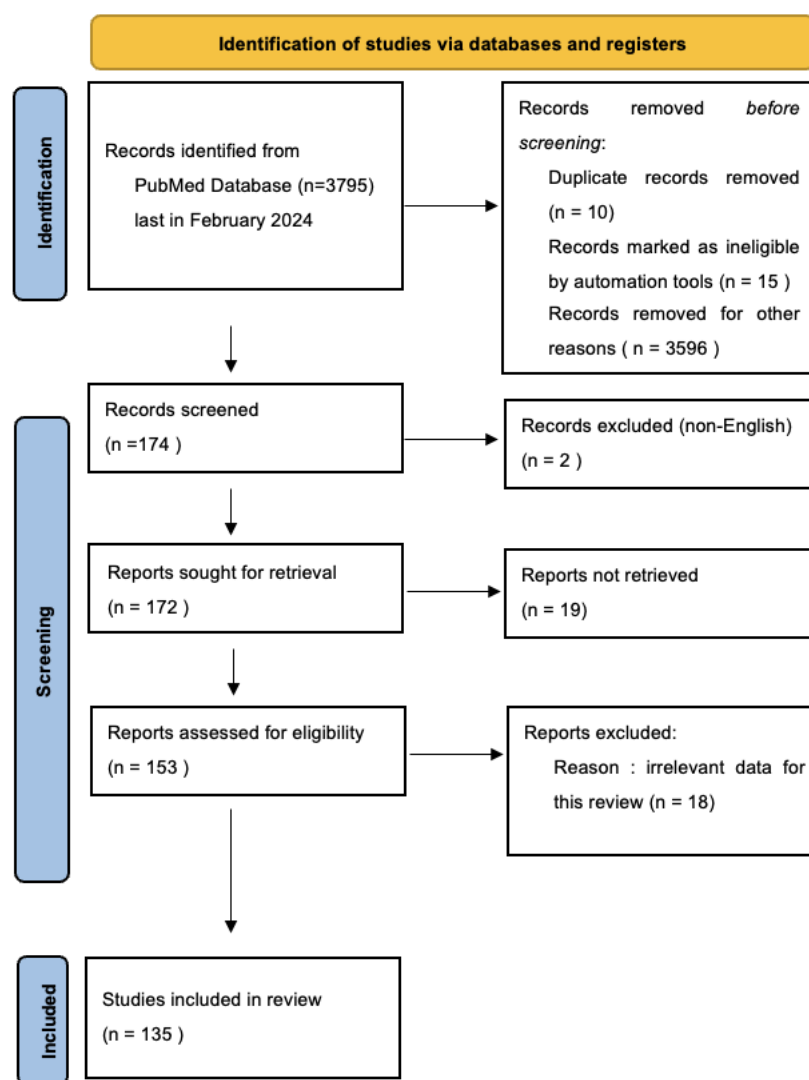 Identification of studies via databases and registers
Identification
Records identified from
PubMed Database (n=3795)
last in February 2024
Records removed before
screening:
Duplicate records removed
(n = 10)
Records marked as ineligible
by automation tools (n = 15 )
Records removed for other
reasons ( n = 3596 )
Screening
Records screened
(n =174 )
Records excluded (non-English)
(n = 2 )
Reports sought for retrieval
(n = 172 )
Reports not retrieved
(n = 19)
Reports assessed for eligibility
(n = 153 )
Reports excluded:
Reason : irrelevant data for
this review (n = 18)
Included
Studies included in review
(n = 135 )